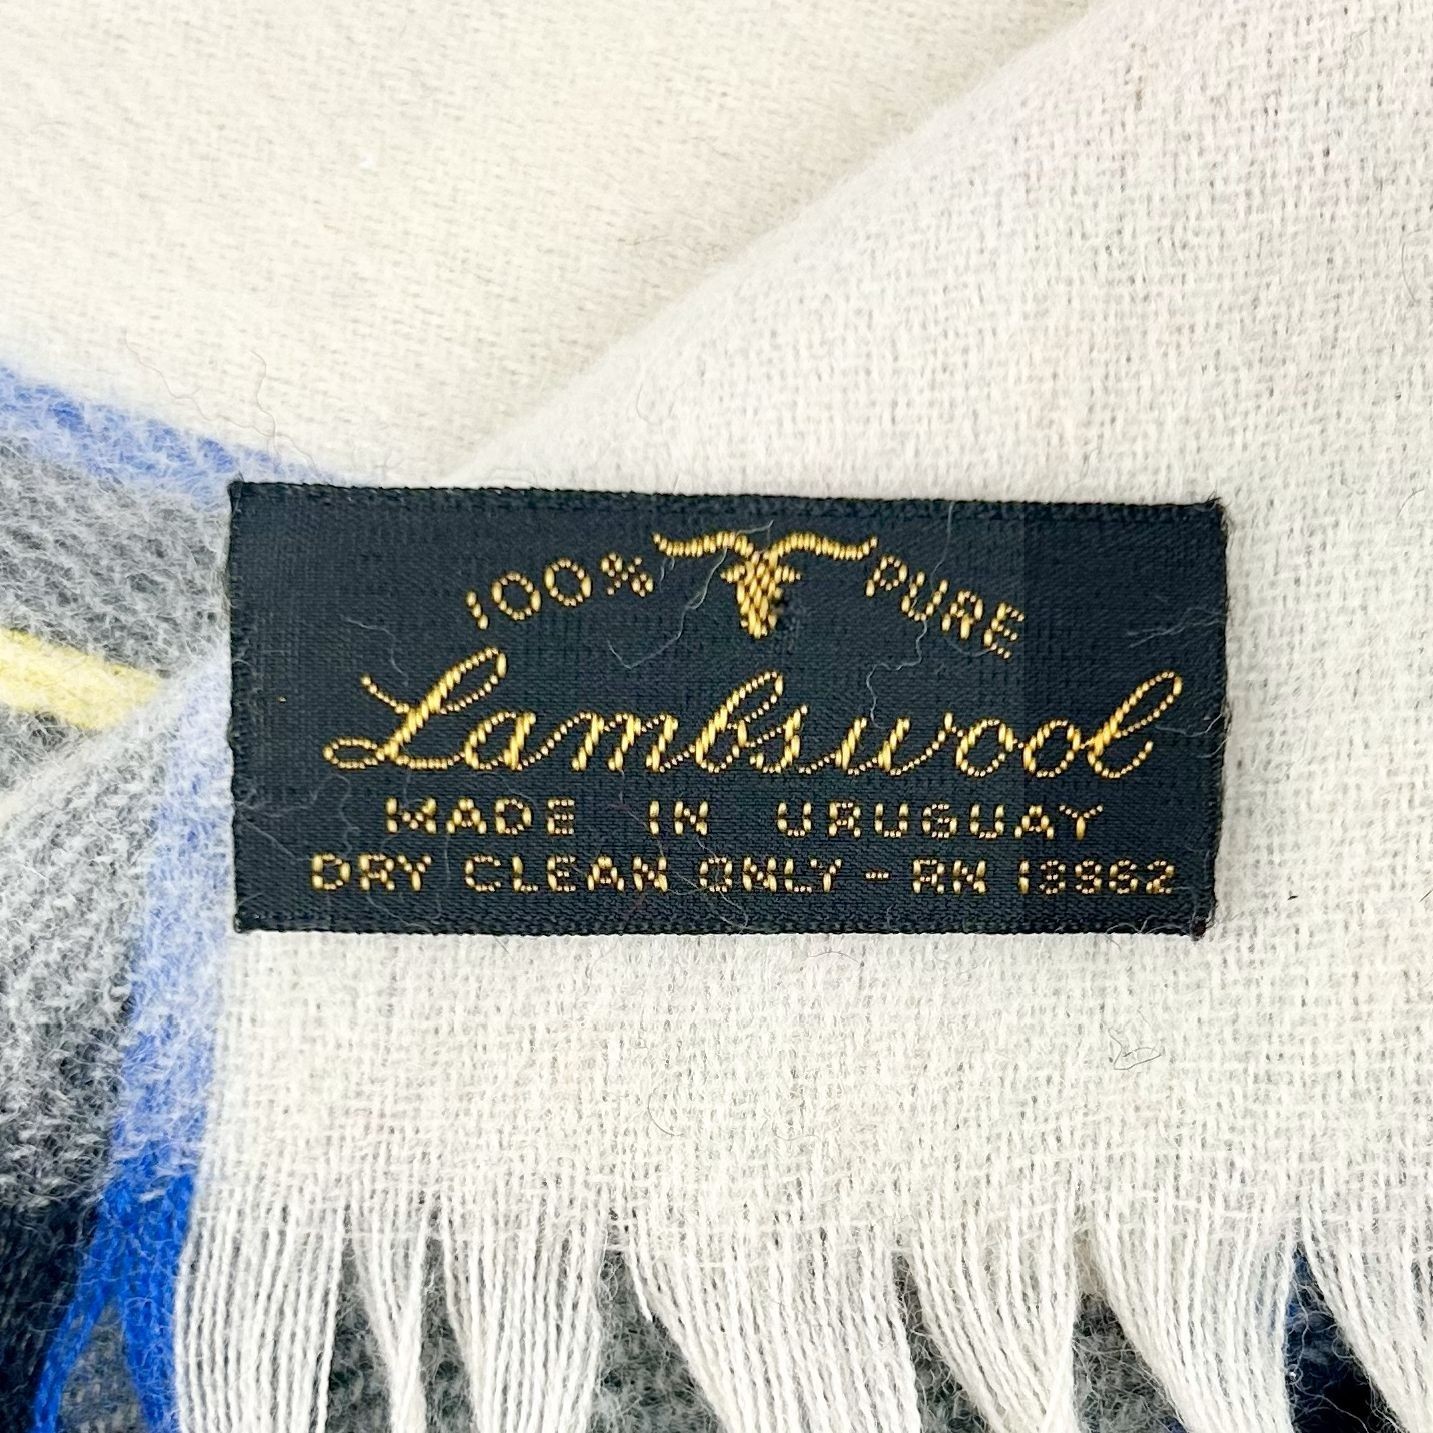 100% PURE
Lambswool
MADE IN URUGUAY
DRY CLEAN ONLY - RN 13962